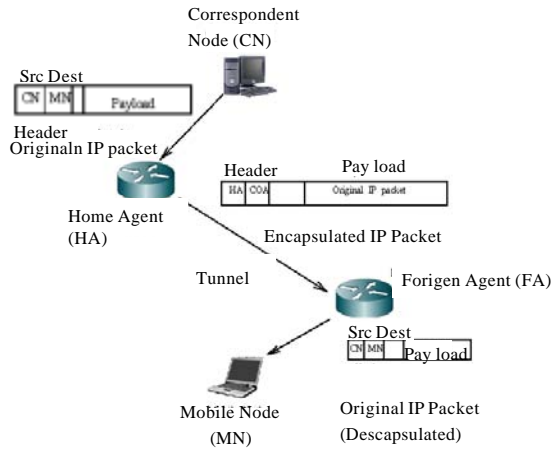 Correspondent
Node (CN)
Src Dest
CN MN Payload
Header
Originaln IP packet
Header Pay load
HA COA Original IP packet
Home Agent
(HA)
Encapsulated IP Packet
Tunnel
Forigen Agent (FA)
Src Dest
CN MN Pay load
Mobile Node
(MN)
Original IP Packet
(Descapsulated)